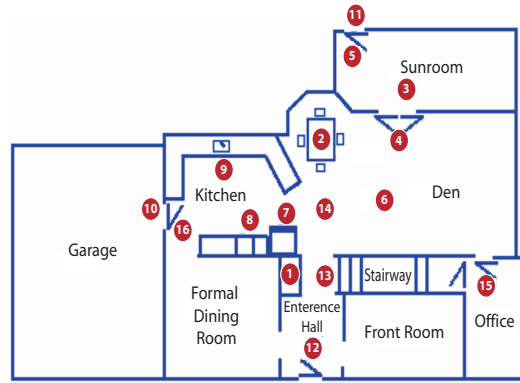 11
5
Sunroom
3
2
4
9
Kitchen
10
16
8
7
14
6
Den
Garage
1
13
Stairway
15
Formal
Dining
Room
Enterence
Hall
Front Room
Office
12